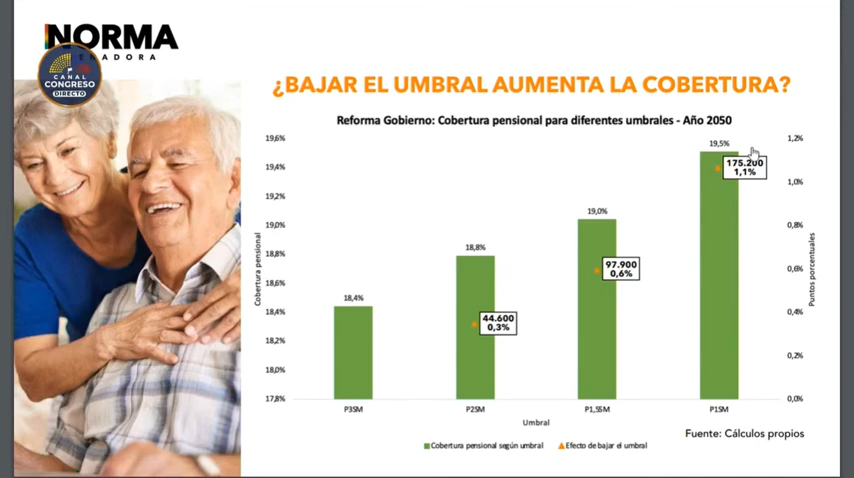 NORMA
ENADORA
CANAL
CONGRESO
DIRECTO
¿BAJAR EL UMBRAL AUMENTA LA COBERTURA?
Reforma Gobierno: Cobertura pensional para diferentes umbrales - Año 2050
19,6%
19,4%
19,2%
19,0%
18,8%
18,6%
18,4%
18,2%
18,0%
17,8%
Cobertura pensional
18,4%
18,8%
19,0%
19,5%
44.600
0,3%
97.900
0,6%
175.200
1,1%
1,2%
1,0%
0,8%
0,6%
0,4%
0,2%
0,0%
Puntos porcentuales
P3SM
P2SM
P1,5SM
P1SM
Umbral
Cobertura pensional según umbral
Efecto de bajar el umbral
Fuente: Cálculos propios